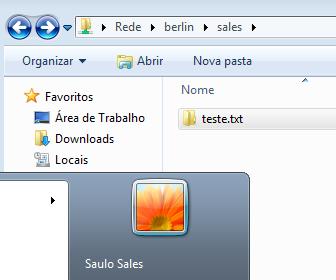 Rede berlin sales
Organizar Abrir Nova pasta
Favoritos
Área de Trabalho
Downloads
Locais
Nome
teste.txt
Saulo Sales